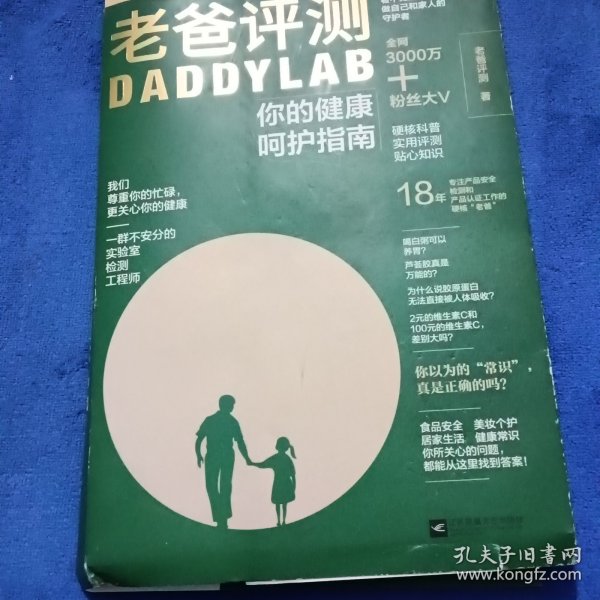 做自己和家人的
守护者
老爸评测
DADDYLAB
你的健康
呵护指南
全网
3000万
+
粉丝大V
老爸评测 著
硬核科普
实用评测
贴心知识
我们
尊重你的忙碌，
更关心你的健康
一群不安分的
实验室
检测
工程师
18年
专注产品安全
检测和
产品认证工作的
硬核“老爸”
喝白粥可以
养胃？
芦荟胶真是
万能的？
为什么说胶原蛋白
无法直接被人体吸收？
2元的维生素C和
100元的维生素C，
差别大吗？
你以为的“常识”，
真是正确的吗？
食品安全 美妆个护
居家生活 健康常识
你所关心的问题，
都能从这里找到答案！
孔夫子旧书网
www.kongfz.com